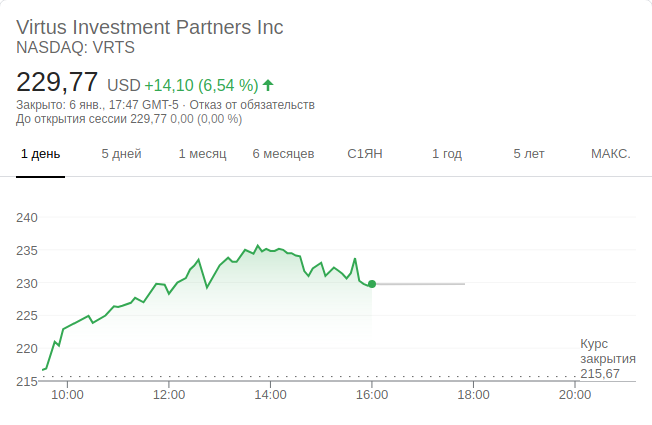 Virtus Investment Partners Inc
NASDAQ: VRTS
229,77 USD +14,10 (6,54 %)
Закрыто: 6 янв., 17:47 GMT-5 · Отказ от обязательств
До открытия сессии 229,77 0,00 (0,00 %)
1 день 5 дней 1 месяц 6 месяцев С1ЯН 1 год 5 лет МАКС.
240
235
230
225
220
215
Курс
закрытия
215,67
10:00 12:00 14:00 16:00 18:00 20:00